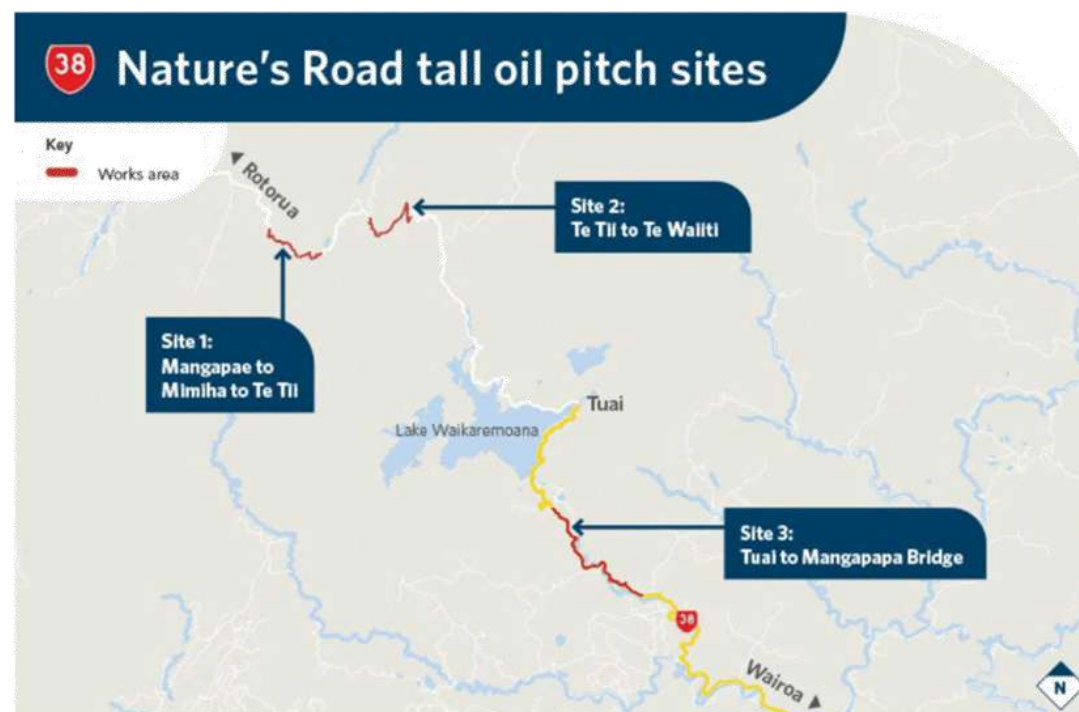 38 Nature's Road tall oil pitch sites
Key
Works area
Rotorua
Site 2:
Te Tii to Te Waiiti
Site 1:
Mangapae to
Mimiha to Te Tii
Tuai
Lake Waikaremoana
Site 3:
Tuai to Mangapapa Bridge
38
Wairoa
N